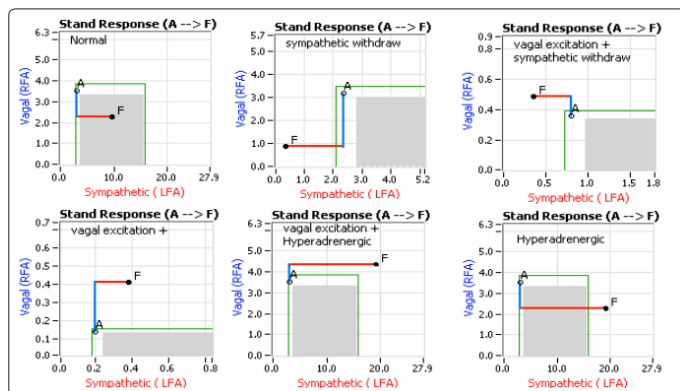 Stand Response (A --> F)
Normal
Vagal (RFA)
6.3
5.0
4.0
3.0
2.0
1.0
0.0
A
F
0.0
10.0
20.0
27.9
Sympathetic ( LFA)
Stand Response (A --> F)
sympathetic withdraw
Vagal (RFA)
5.7
5.0
4.0
3.0
2.0
1.0
0.0
A
F
0.0
1.0
2.0
3.0
4.0
5.2
Sympathetic ( LFA)
Stand Response (A --> F)
vagal excitation +
sympathetic withdraw
Vagal (RFA)
0.9
0.8
0.6
0.4
0.2
0.0
F
A
0.0
0.5
1.0
1.5
1.8
Sympathetic ( LFA)
Stand Response (A --> F)
vagal excitation +
Vagal (RFA)
0.7
0.6
0.5
0.4
0.3
0.2
0.1
0.0
F
A
0.2
0.4
0.6
0.8
Sympathetic ( LFA)
Stand Response (A --> F)
vagal excitation +
Hyperadrenergic
Vagal (RFA)
6.3
5.0
4.0
3.0
2.0
1.0
0.0
F
A
0.0
10.0
20.0
27.9
Sympathetic ( LFA)
Stand Response (A --> F)
Hyperadrenergic
Vagal (RFA)
6.3
5.0
4.0
3.0
2.0
1.0
0.0
A
F
0.0
10.0
20.0
27.9
Sympathetic ( LFA)